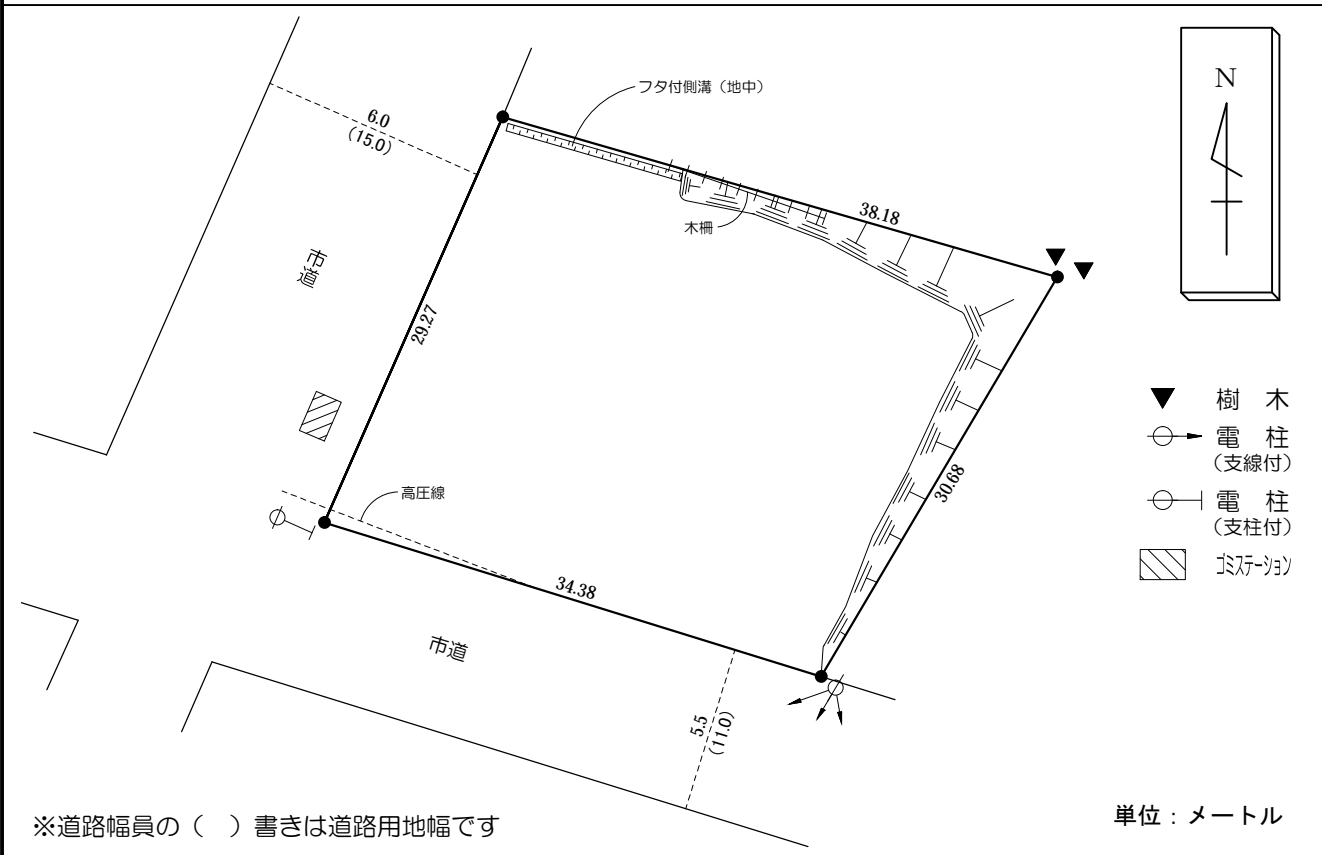 フタ付側溝（地中）
N
6.0
(15.0)
木柵
38.18
市道
29.27
樹 木
電 柱
（支線付）
電 柱
（支柱付）
ゴミステーション
30.68
高圧線
34.38
市道
5.5
(11.0)
※道路幅員の（ ）書きは道路用地幅です
単位：メートル